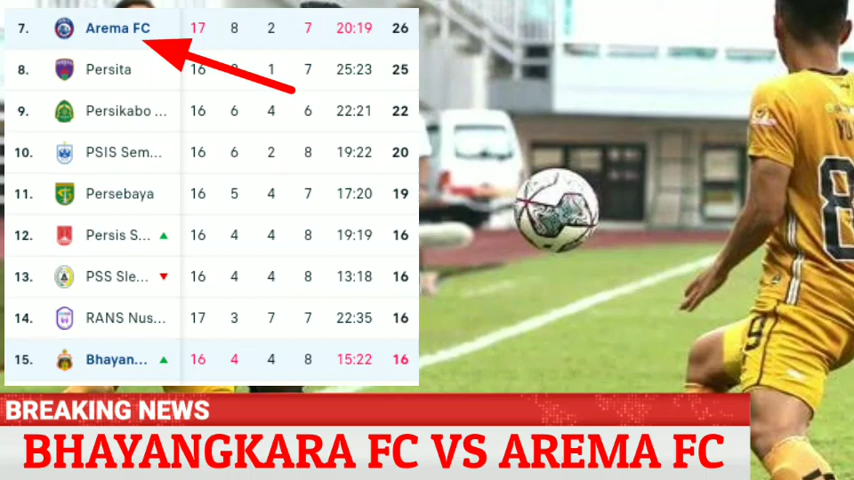 7. Arema FC 17 8 2 7 20:19 26
8. Persita 16 1 7 25:23 25
9. Persikabo ... 16 6 4 6 22:21 22
10. PSIS Sem... 16 6 2 8 19:22 20
11. Persebaya 16 5 4 7 17:20 19
12. Persis S... 16 4 4 8 19:19 16
13. PSS Sle... 16 4 4 8 13:18 16
14. RANS Nus... 17 3 7 7 22:35 16
15. Bhayan... 16 4 4 8 15:22 16
BREAKING NEWS
BHAYANGKARA FC VS AREMA FC